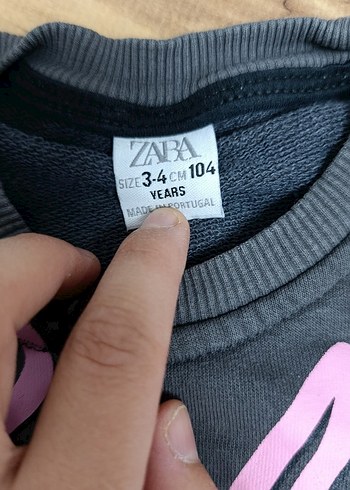 ZARA
SIZE 3-4 CM 104
YEARS
MADE IN PORTUGAL